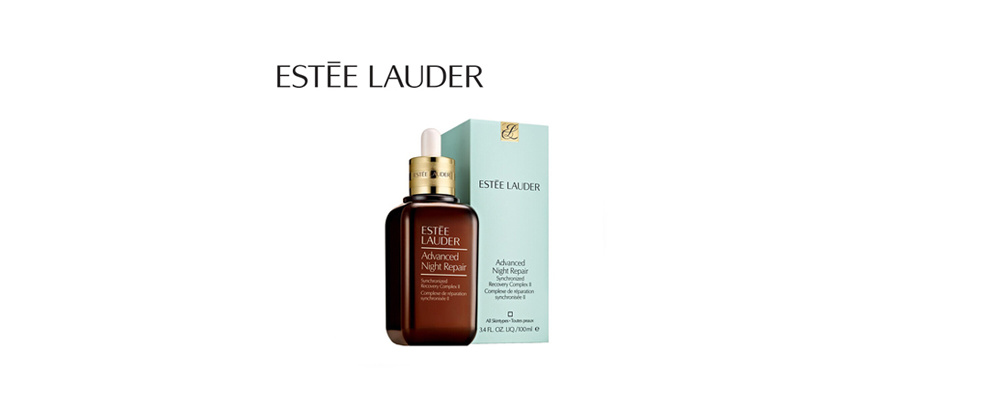 ESTĒE LAUDER
ESTĒE LAUDER
ESTĒE
LAUDER
Advanced
Night Repair
Synchronized
Recovery Complex II
Complexe de réparation
synchronisée II
ESTĒE LAUDER
Advanced
Night Repair
Synchronized
Recovery Complex II
Complexe de réparation
synchronisée II
All Skintypes • Toutes peaux
3.4 FL. OZ. LIQ./100ml e